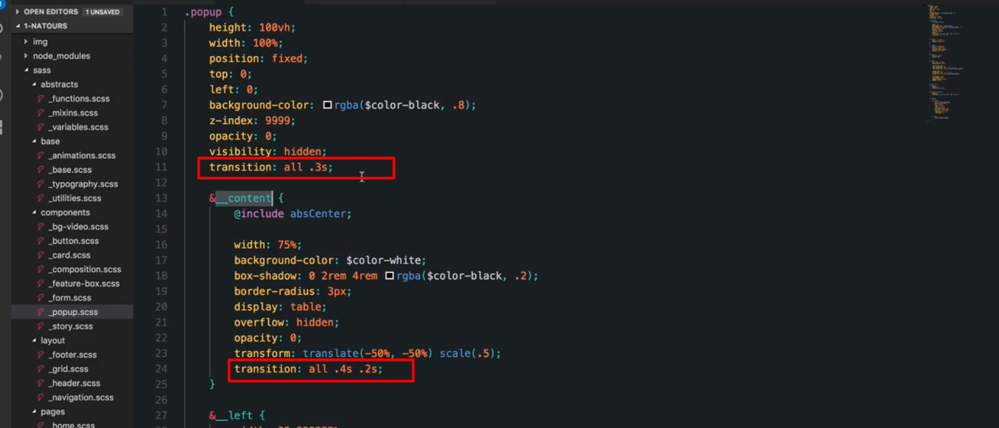 1
OPEN EDITORS 1 UNSAVED
1-NATOURS
img
node_modules
sass
abstracts
_functions.scss
_mixins.scss
_variables.scss
base
_animations.scss
_base.scss
_typography.scss
_utilities.scss
components
_bg-video.scss
_button.scss
_card.scss
_composition.scss
_feature-box.scss
_form.scss
_popup.scss
_story.scss
layout
_footer.scss
_grid.scss
_header.scss
_navigation.scss
pages
_home.scss
1 .popup {
2 height: 100vh;
3 width: 100%;
4 position: fixed;
5 top: 0;
6 left: 0;
7 background-color: rgba($color-black, .8);
8 z-index: 9999;
9 opacity: 0;
10 visibility: hidden;
11 transition: all .3s;
12
13 &__content {
14 @include absCenter;
15
16 width: 75%;
17 background-color: $color-white;
18 box-shadow: 0 2rem 4rem rgba($color-black, .2);
19 border-radius: 3px;
20 display: table;
21 overflow: hidden;
22 opacity: 0;
23 transform: translate(-50%, -50%) scale(.5);
24 transition: all .4s .2s;
25 }
26
27 &__left {